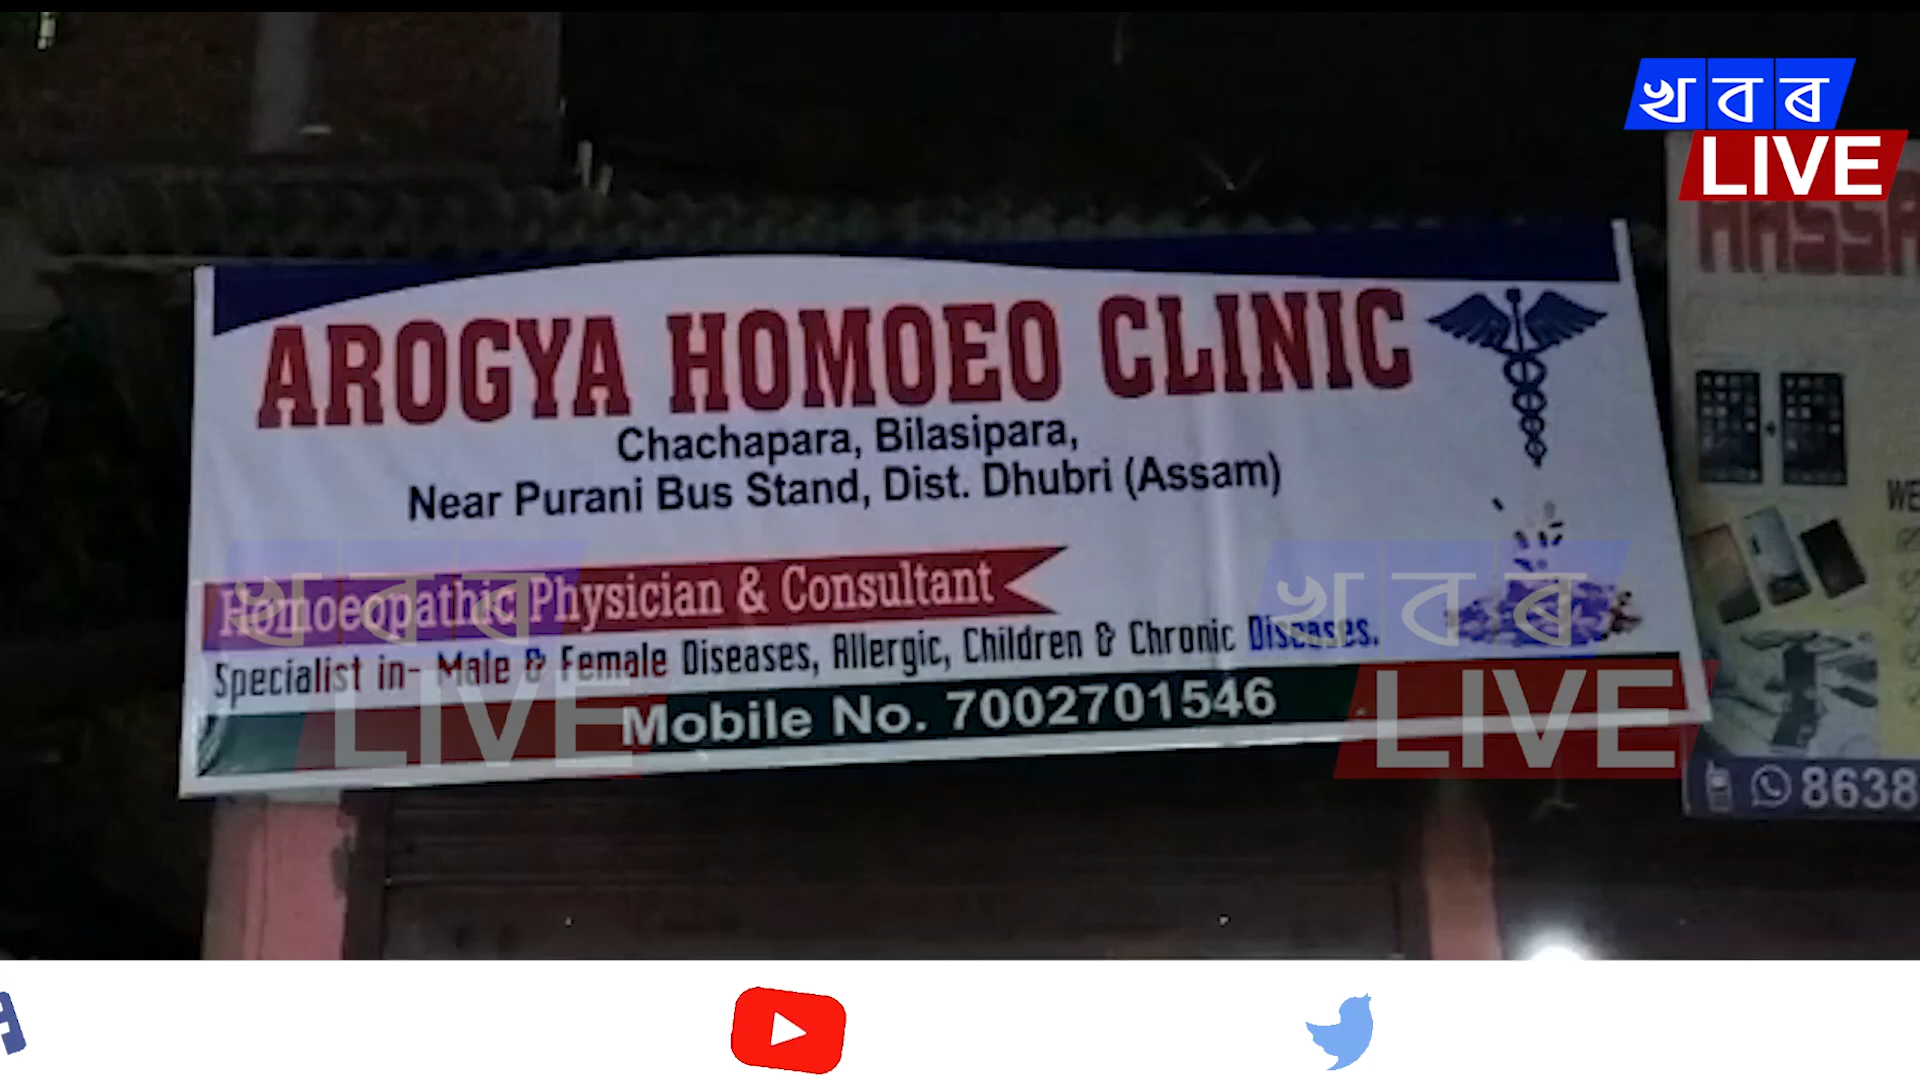 খবৰ
LIVE
AROGYA HOMOEO CLINIC
Chachapara, Bilasipara,
Near Purani Bus Stand, Dist. Dhubri (Assam)
Homoeopathic Physician & Consultant
Specialist in- Male & Female Diseases, Allergic, Children & Chronic Diseases.
Mobile No. 7002701546
খবৰ
LIVE
খবৰ
LIVE
8638